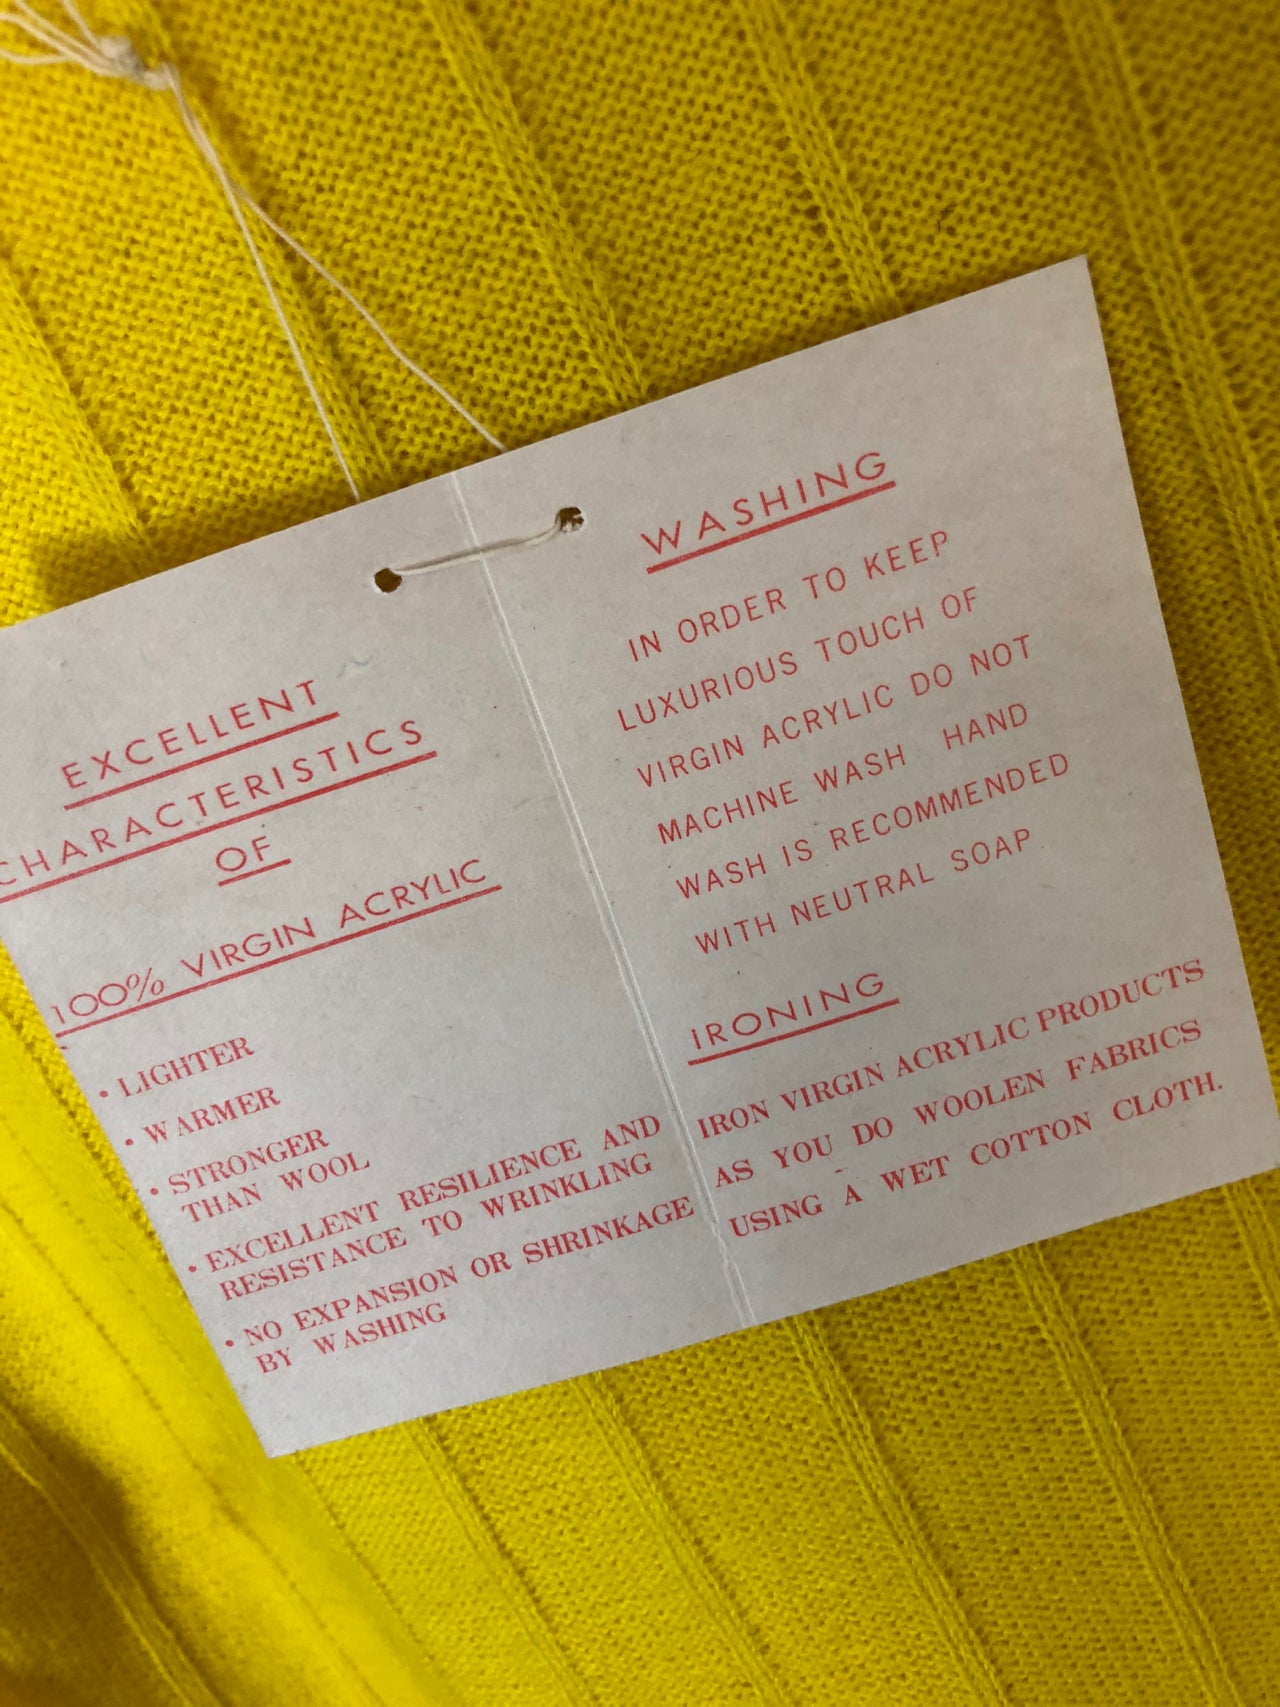 EXCELLENT
CHARACTERISTICS
OF
100% VIRGIN ACRYLIC
• LIGHTER
• WARMER
• STRONGER
THAN WOOL
• EXCELLENT RESILIENCE AND
RESISTANCE TO WRINKLING
• NO EXPANSION OR SHRINKAGE
BY WASHING
WASHING
IN ORDER TO KEEP
LUXURIOUS TOUCH OF
VIRGIN ACRYLIC DO NOT
MACHINE WASH HAND
WASH IS RECOMMENDED
WITH NEUTRAL SOAP
IRONING
IRON VIRGIN ACRYLIC PRODUCTS
AS YOU DO WOOLEN FABRICS
USING A WET COTTON CLOTH.